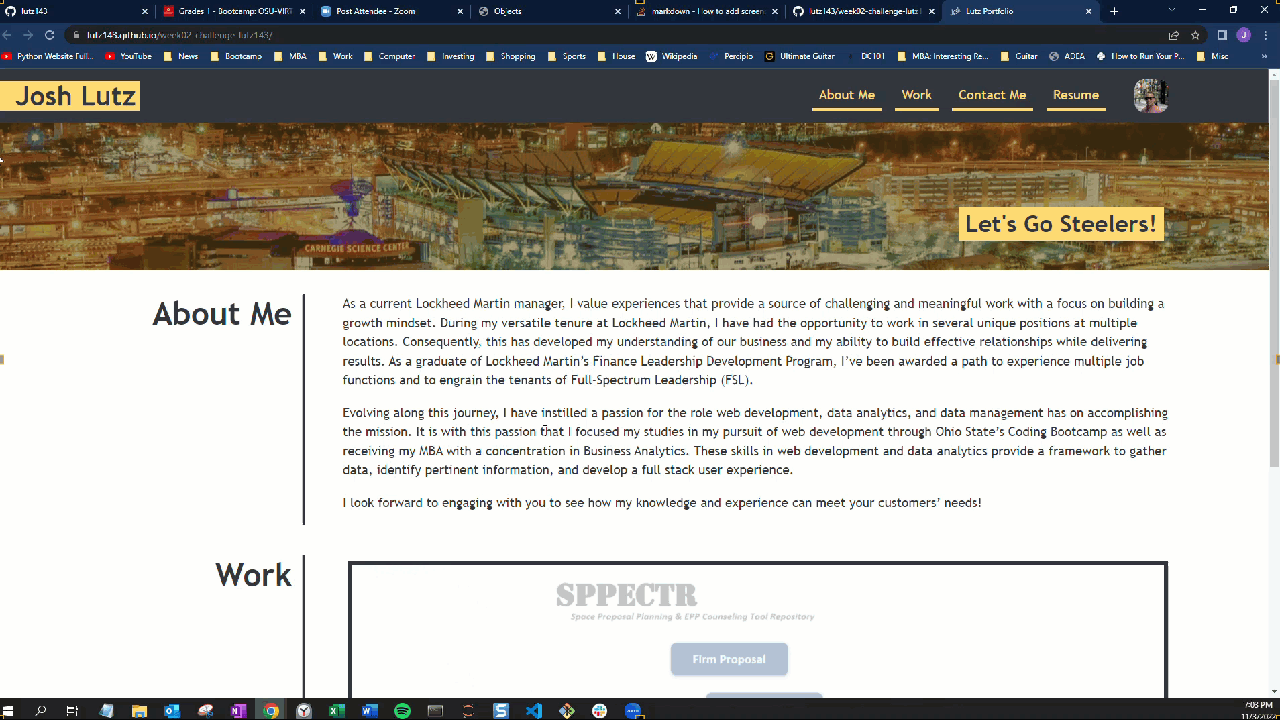 lutz143
Grades 1 - Bootcamp: OSU-VIRT
Post Attendee - Zoom
Objects
markdown - How to add screen
lutz143/week02-challenge-lutz1
Lutz Portfolio
lutz143.github.io/week02-challenge-lutz143/
J
Python Website Full...
YouTube
News
Bootcamp
MBA
Work
Computer
Investing
Shopping
Sports
House
Wikipedia
Percipio
Ultimate Guitar
DC101
MBA: Interesting Re...
Guitar
ADEA
How to Run Your P...
Misc
»
Josh Lutz
About Me
Work
Contact Me
Resume
CARNEGIE SCIENCE CENTER
Let's Go Steelers!
About Me
As a current Lockheed Martin manager, I value experiences that provide a source of challenging and meaningful work with a focus on building a
growth mindset. During my versatile tenure at Lockheed Martin, I have had the opportunity to work in several unique positions at multiple
locations. Consequently, this has developed my understanding of our business and my ability to build effective relationships while delivering
results. As a graduate of Lockheed Martin's Finance Leadership Development Program, I've been awarded a path to experience multiple job
functions and to engrain the tenants of Full-Spectrum Leadership (FSL).
Evolving along this journey, I have instilled a passion for the role web development, data analytics, and data management has on accomplishing
the mission. It is with this passion that I focused my studies in my pursuit of web development through Ohio State's Coding Bootcamp as well as
receiving my MBA with a concentration in Business Analytics. These skills in web development and data analytics provide a framework to gather
data, identify pertinent information, and develop a full stack user experience.
I look forward to engaging with you to see how my knowledge and experience can meet your customers' needs!
Work
SPPECTR
Space Proposal Planning & EPP Counseling Tool Repository
Firm Proposal
7:03 PM